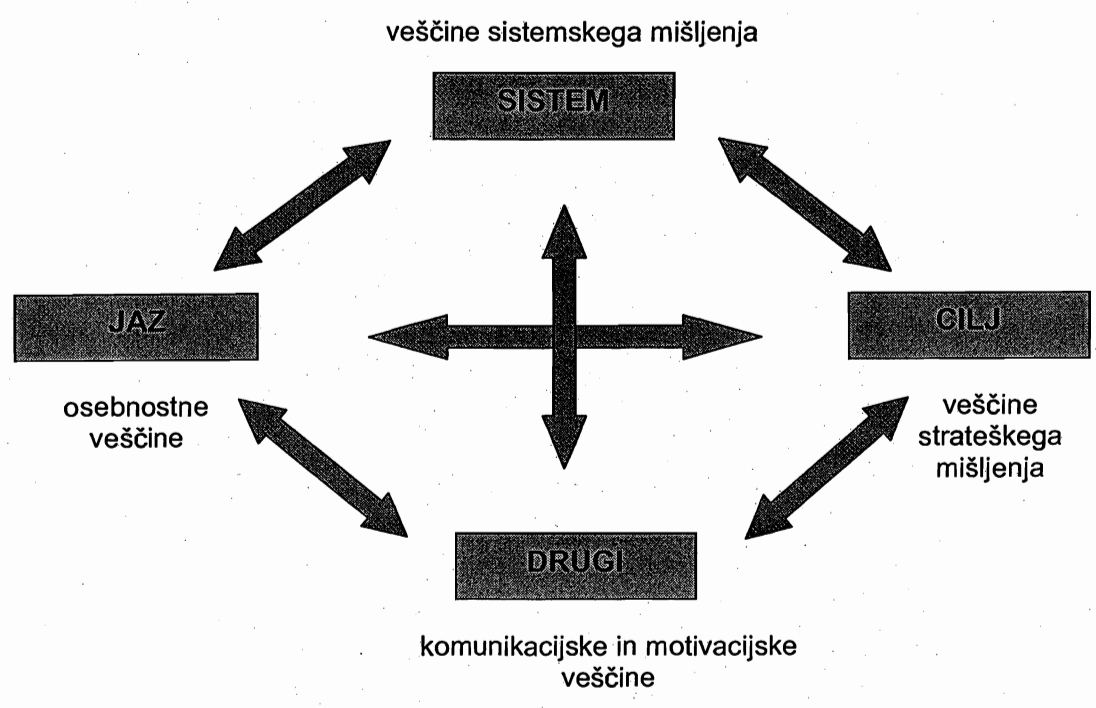 veščine sistemskega mišljenja
SISTEM
JAZ
CILJ
osebnostne
veščine
veščine
strateškega
mišljenja
DRUGI
komunikacijske in motivacijske
veščine